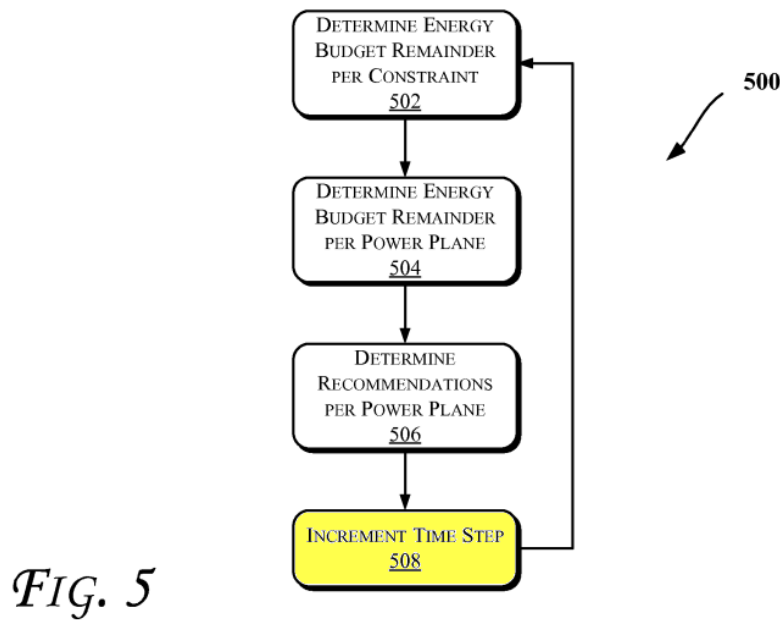 DETERMINE ENERGY
BUDGET REMAINDER
PER CONSTRAINT
502
500
DETERMINE ENERGY
BUDGET REMAINDER
PER POWER PLANE
504
DETERMINE
RECOMMENDATIONS
PER POWER PLANE
506
INCREMENT TIME STEP
508
FIG. 5